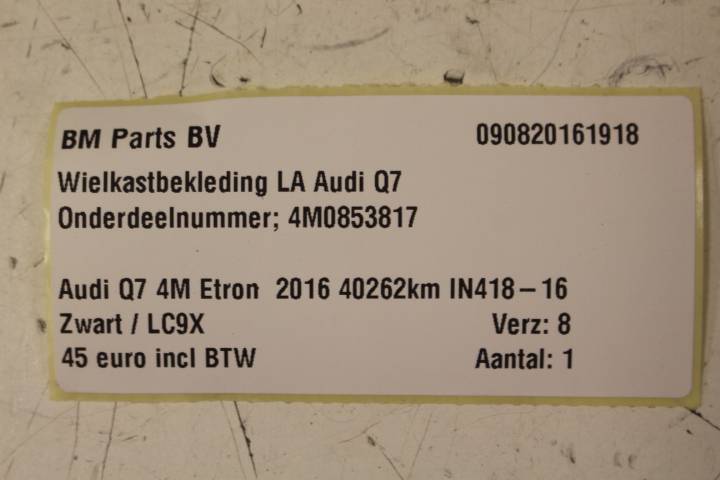 BM Parts BV 090820161918
Wielkastbekleding LA Audi Q7
Onderdeelnummer; 4M0853817
Audi Q7 4M Etron 2016 40262km IN418-16
Zwart / LC9X Verz: 8
45 euro incl BTW Aantal: 1